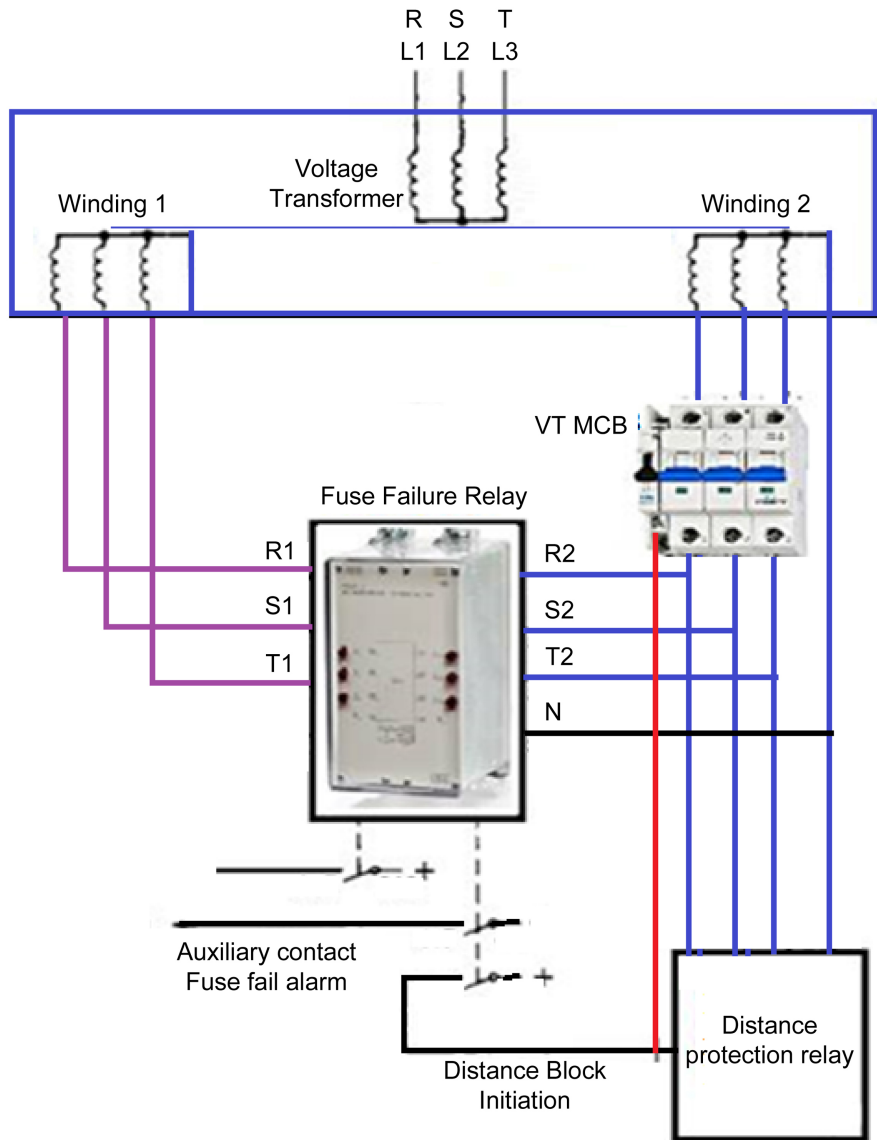 R S T
L1 L2 L3
Voltage
Transformer
Winding 1
Winding 2
VT MCB
Fuse Failure Relay
R1
R2
S1
S2
T1
T2
N
+
Auxiliary contact
Fuse fail alarm
+
Distance
protection relay
Distance Block
Initiation